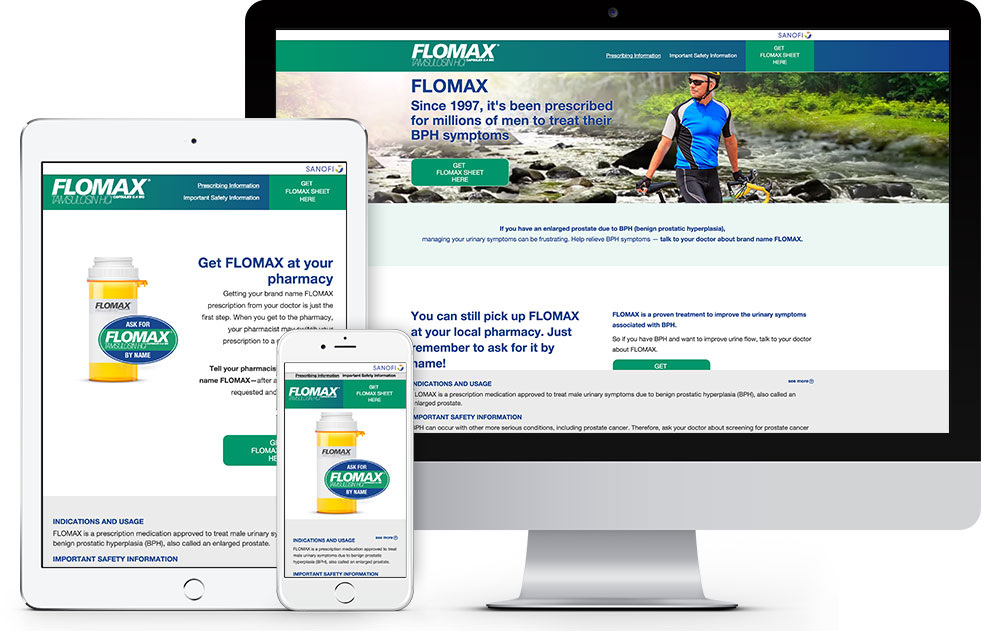 SANOFI
FLOMAX
TAMSULOSIN HCl
CAPSULES 0.4 MG
Prescribing Information
Important Safety Information
GET
FLOMAX SHEET
HERE
FLOMAX
Since 1997, it's been prescribed
for millions of men to treat their
BPH symptoms
GET
FLOMAX SHEET
HERE
If you have an enlarged prostate due to BPH (benign prostatic hyperplasia),
managing your urinary symptoms can be frustrating. Help relieve BPH symptoms — talk to your doctor about brand name FLOMAX.
You can still pick up FLOMAX
at your local pharmacy. Just
remember to ask for it by
name!
FLOMAX is a proven treatment to improve the urinary symptoms
associated with BPH.
So if you have BPH and want to improve urine flow, talk to your doctor
about FLOMAX.
GET
INDICATIONS AND USAGE
see more
FLOMAX is a prescription medication approved to treat male urinary symptoms due to benign prostatic hyperplasia (BPH), also called an
enlarged prostate.
IMPORTANT SAFETY INFORMATION
BPH can occur with other more serious conditions, including prostate cancer. Therefore, ask your doctor about screening for prostate cancer
SANOFI
FLOMAX
TAMSULOSIN HCl
CAPSULES 0.4 MG
Prescribing Information
Important Safety Information
GET
FLOMAX SHEET
HERE
FLOMAX
ASK FOR
FLOMAX
TAMSULOSIN HCl
BY NAME
Get FLOMAX at your
pharmacy
Getting your brand name FLOMAX
prescription from your doctor is just the
first step. When you get to the pharmacy,
your pharmacist may
prescription to a
Tell your pharmacist
name FLOMAX—after
requested and
INDICATIONS AND USAGE
FLOMAX is a prescription medication approved to treat male urinary
benign prostatic hyperplasia (BPH), also called an enlarged prostate.
IMPORTANT SAFETY INFORMATION
SANOFI
Prescribing Information Important Safety Information
FLOMAX
TAMSULOSIN HCl
GET
FLOMAX SHEET
HERE
FLOMAX
ASK FOR
FLOMAX
TAMSULOSIN HCl
BY NAME
INDICATIONS AND USAGE
see more
FLOMAX is a prescription medication approved to treat
male urinary symptoms due to benign prostatic
hyperplasia (BPH), also called an enlarged prostate.
IMPORTANT SAFETY INFORMATION